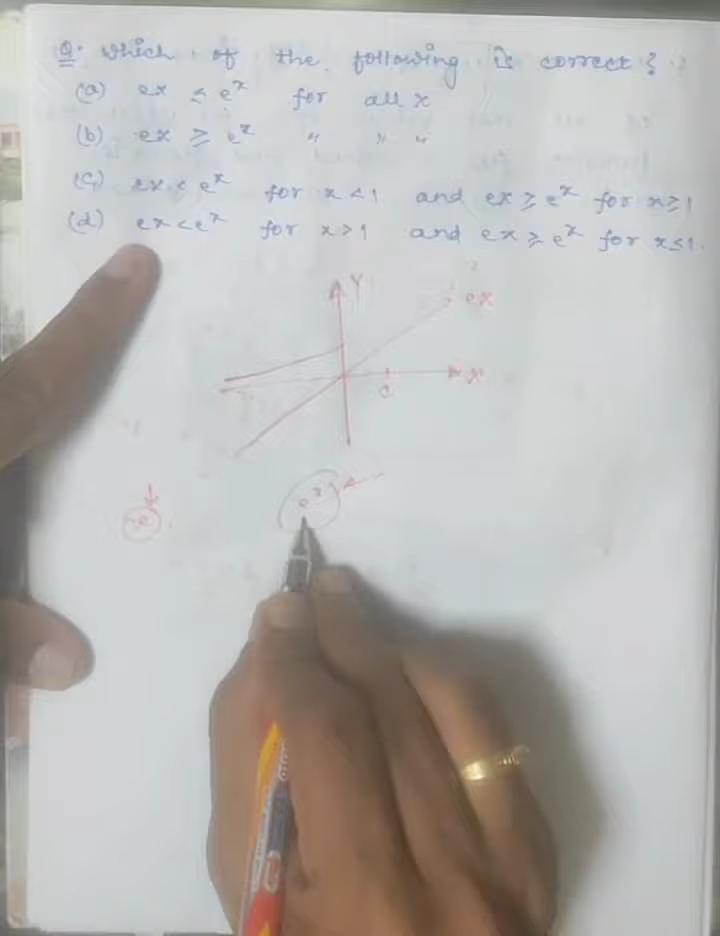 Q. which of the following is correct?
(a) ex ≤ e^x for all x
(b) ex ≥ e^x " " "
(c) ex < e^x for x < 1 and ex ≥ e^x for x ≥ 1
(d) ex < e^x for x > 1 and ex ≥ e^x for x ≤ 1.
Y
ex
X
e^x